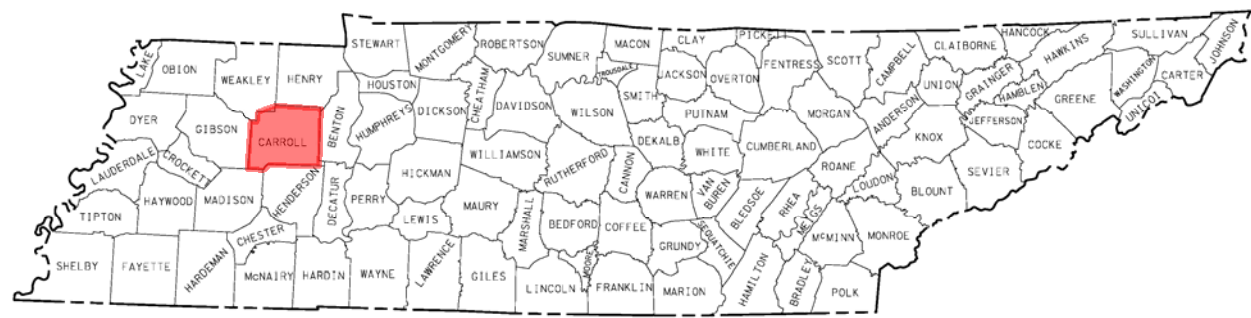 LAKE
OBION
WEAKLEY
HENRY
STEWART
MONTGOMERY
ROBERTSON
SUMNER
MACON
TROUSDALE
CLAY
PICKETT
JACKSON
OVERTON
FENTRESS
SCOTT
CAMPBELL
CLAIBORNE
HANCOCK
HAWKINS
SULLIVAN
JOHNSON
DYER
GIBSON
CARROLL
BENTON
HOUSTON
HUMPHREYS
DICKSON
CHEATHAM
DAVIDSON
WILSON
SMITH
PUTNAM
MORGAN
ANDERSON
UNION
GRAINGER
HAMBLEN
JEFFERSON
GREENE
WASHINGTON
CARTER
UNICOI
LAUDERDALE
CROCKETT
HAYWOOD
MADISON
HENDERSON
DECATUR
PERRY
HICKMAN
WILLIAMSON
RUTHERFORD
CANNON
DEKALB
WHITE
CUMBERLAND
ROANE
KNOX
COCKE
SEVIER
BLOUNT
LOUDON
TIPTON
CHESTER
LEWIS
MAURY
MARSHALL
BEDFORD
COFFEE
WARREN
VAN
BUREN
BLEDSOE
RHEA
MEIGS
McMINN
MONROE
SHELBY
FAYETTE
HARDEMAN
McNAIRY
HARDIN
WAYNE
LAWRENCE
GILES
LINCOLN
MOORE
FRANKLIN
GRUNDY
SEQUATCHIE
MARION
HAMILTON
BRADLEY
POLK